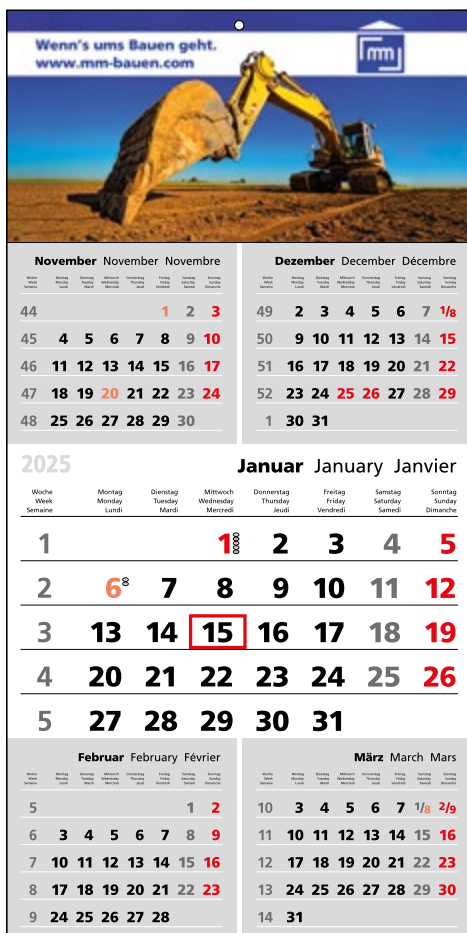 Wenn's ums Bauen geht.
www.mm-bauen.com
mm
November November Novembre
Woche Montag Dienstag Mittwoch Donnerstag Freitag Samstag Sonntag
Week Monday Tuesday Wednesday Thursday Friday Saturday Sunday
Semaine Lundi Mardi Mercredi Jeudi Vendredi Samedi Dimanche
44 1 2 3
45 4 5 6 7 8 9 10
46 11 12 13 14 15 16 17
47 18 19 20 21 22 23 24
48 25 26 27 28 29 30
Dezember December Décembre
Woche Montag Dienstag Mittwoch Donnerstag Freitag Samstag Sonntag
Week Monday Tuesday Wednesday Thursday Friday Saturday Sunday
Semaine Lundi Mardi Mercredi Jeudi Vendredi Samedi Dimanche
49 2 3 4 5 6 7 1/8
50 9 10 11 12 13 14 15
51 16 17 18 19 20 21 22
52 23 24 25 26 27 28 29
1 30 31
2025 Januar January Janvier
Woche Montag Dienstag Mittwoch Donnerstag Freitag Samstag Sonntag
Week Monday Tuesday Wednesday Thursday Friday Saturday Sunday
Semaine Lundi Mardi Mercredi Jeudi Vendredi Samedi Dimanche
1 1 2 3 4 5
2 6 7 8 9 10 11 12
3 13 14 15 16 17 18 19
4 20 21 22 23 24 25 26
5 27 28 29 30 31
Februar February Février
Woche Montag Dienstag Mittwoch Donnerstag Freitag Samstag Sonntag
Week Monday Tuesday Wednesday Thursday Friday Saturday Sunday
Semaine Lundi Mardi Mercredi Jeudi Vendredi Samedi Dimanche
5 1 2
6 3 4 5 6 7 8 9
7 10 11 12 13 14 15 16
8 17 18 19 20 21 22 23
9 24 25 26 27 28
März March Mars
Woche Montag Dienstag Mittwoch Donnerstag Freitag Samstag Sonntag
Week Monday Tuesday Wednesday Thursday Friday Saturday Sunday
Semaine Lundi Mardi Mercredi Jeudi Vendredi Samedi Dimanche
10 3 4 5 6 7 1/8 2/9
11 10 11 12 13 14 15 16
12 17 18 19 20 21 22 23
13 24 25 26 27 28 29 30
14 31